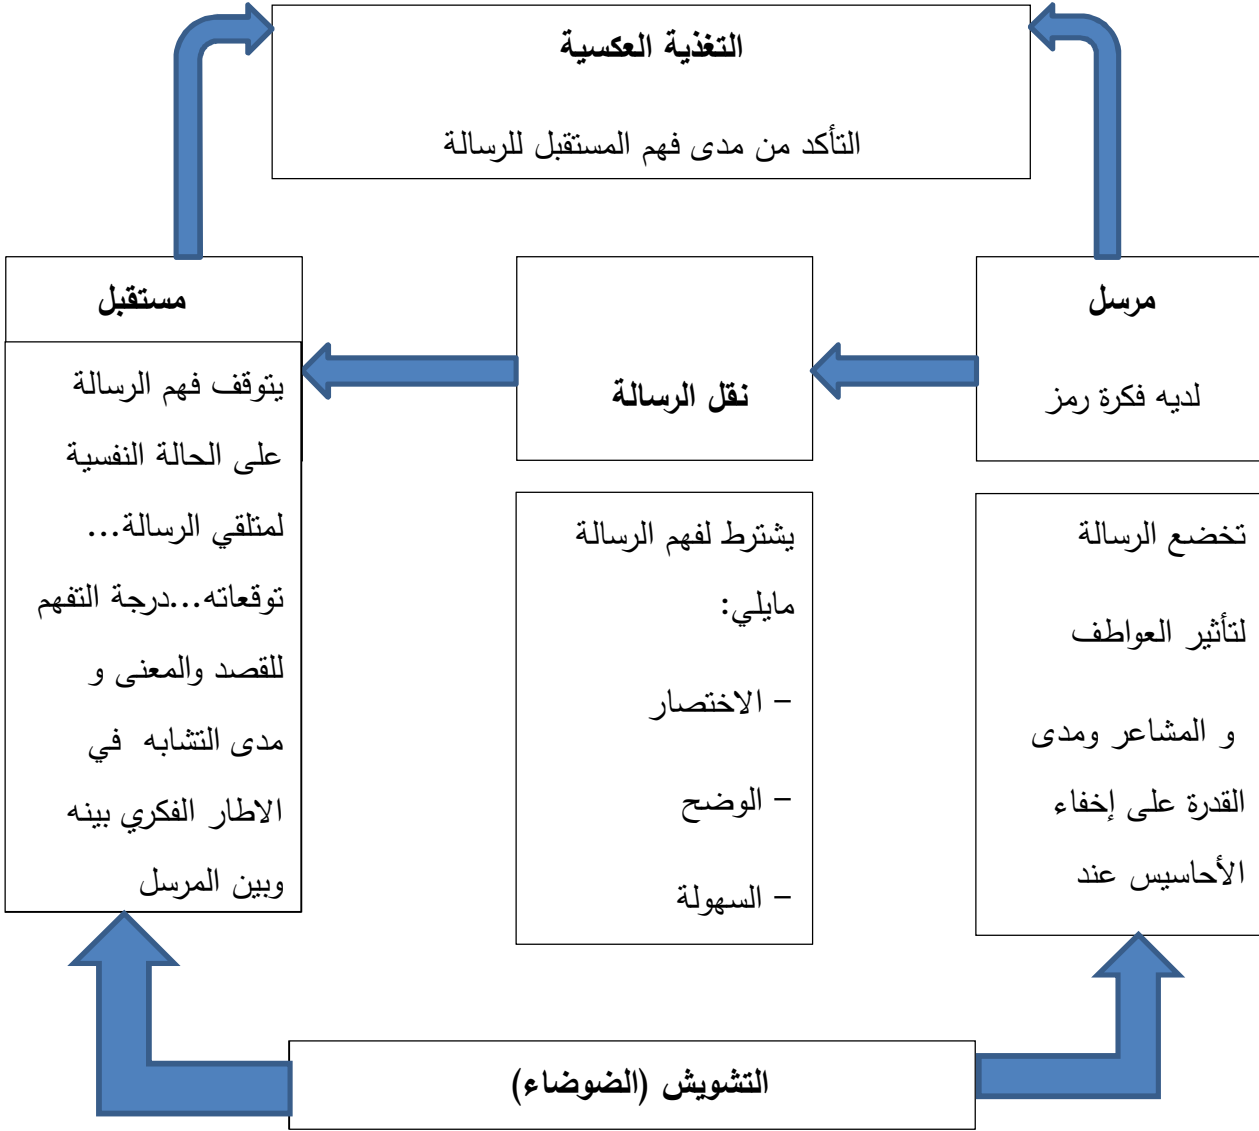 التغذية العكسية
التأكد من مدى فهم المستقبل للرسالة
مرسل
لديه فكرة رمز
تخضع الرسالة
لتأثير العواطف
و المشاعر ومدى
القدرة على إخفاء
الأحاسيس عند
نقل الرسالة
يشترط لفهم الرسالة
مايلي:
- الاختصار
- الوضح
- السهولة
مستقبل
يتوقف فهم الرسالة
على الحالة النفسية
لمتلقي الرسالة...
توقعاته...درجة التفهم
للقصد والمعنى و
مدى التشابه في
الاطار الفكري بينه
وبين المرسل
التشويش (الضوضاء)